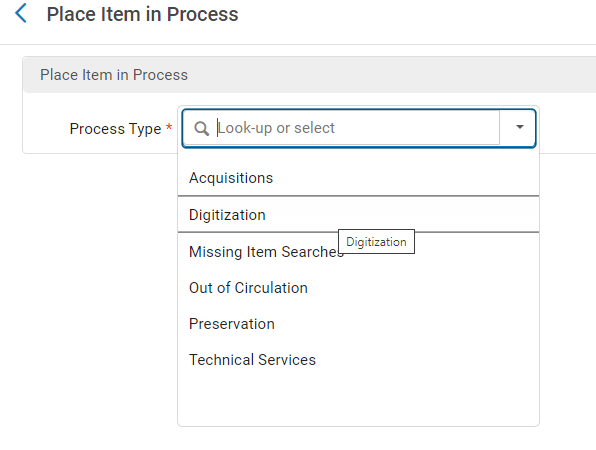 Place Item in Process
Place Item in Process
Process Type *
Look-up or select
Acquisitions
Digitization
Digitization
Missing Item Searches
Out of Circulation
Preservation
Technical Services